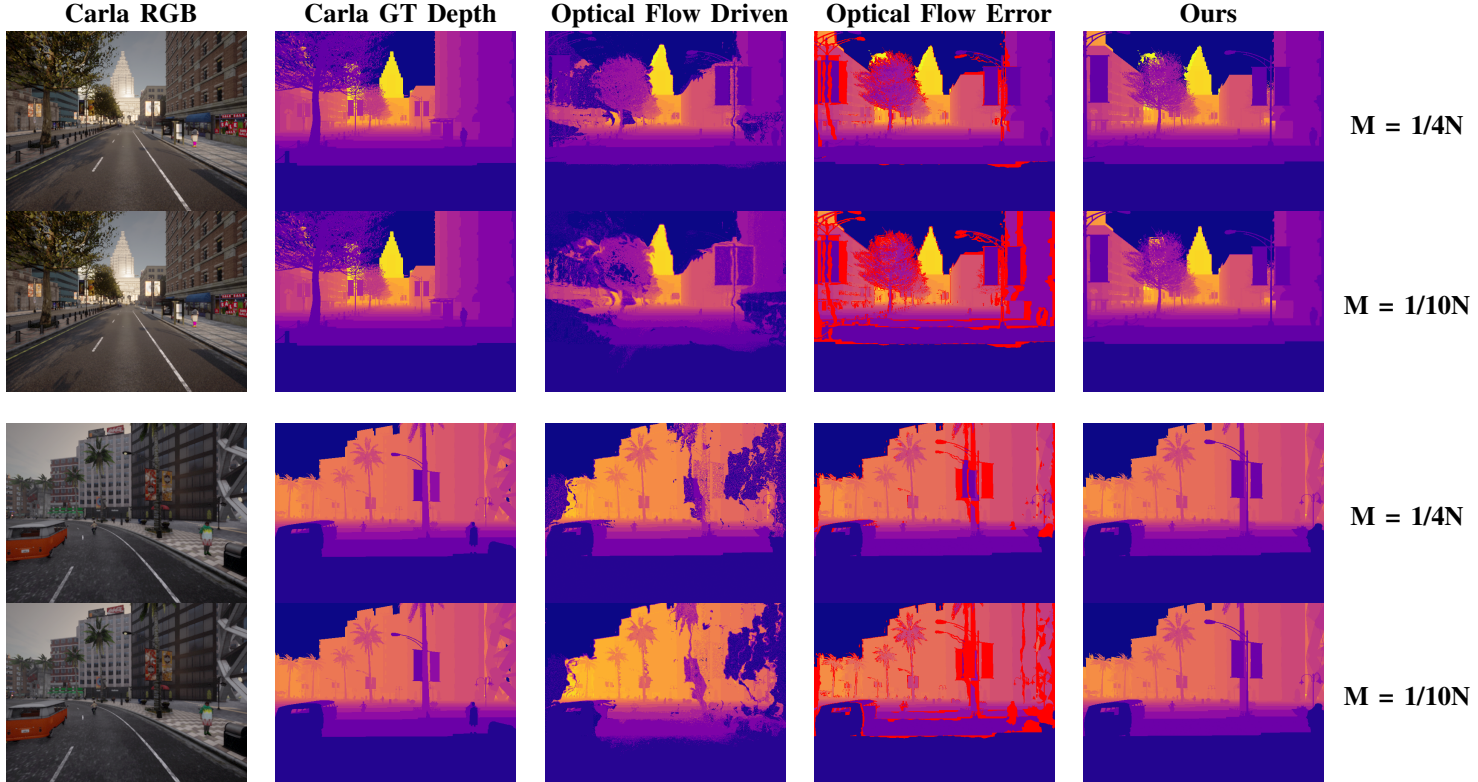 Carla RGB Carla GT Depth Optical Flow Driven Optical Flow Error Ours
M = 1/4N
M = 1/10N
M = 1/4N
M = 1/10N